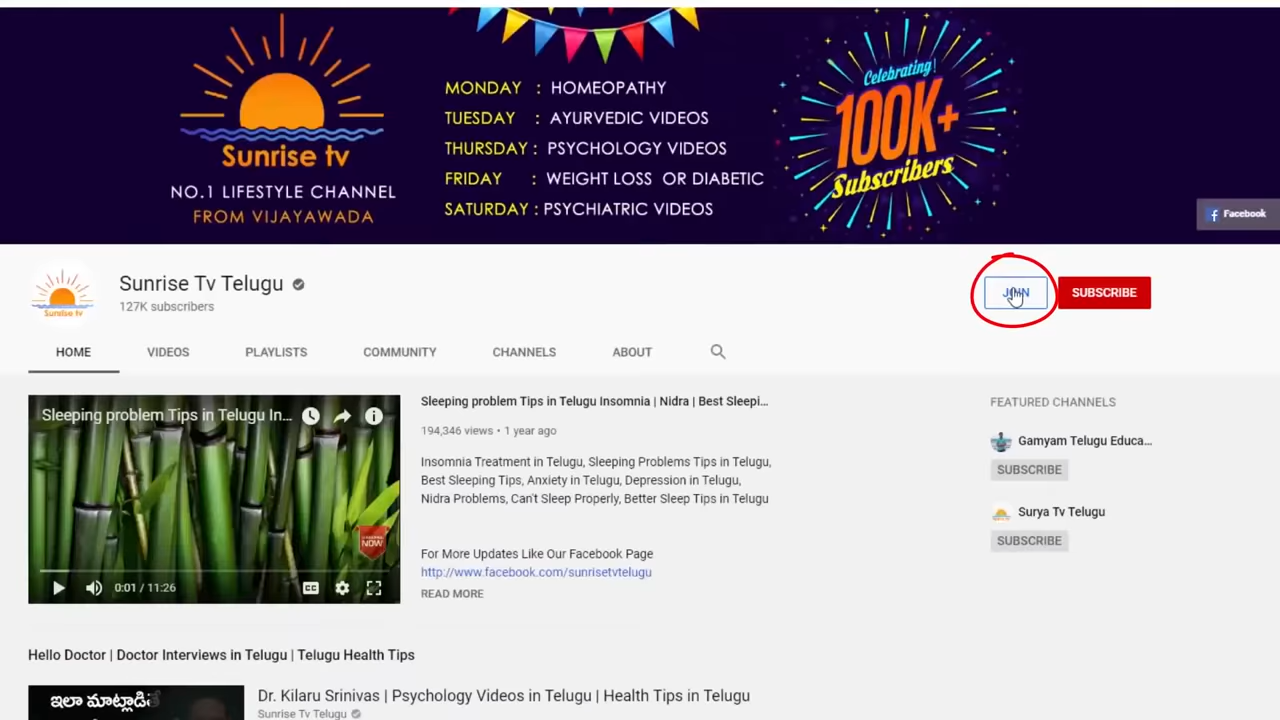 Sunrise tv
NO.1 LIFESTYLE CHANNEL
FROM VIJAYAWADA
MONDAY : HOMEOPATHY
TUESDAY : AYURVEDIC VIDEOS
THURSDAY : PSYCHOLOGY VIDEOS
FRIDAY : WEIGHT LOSS OR DIABETIC
SATURDAY : PSYCHIATRIC VIDEOS
Celebrating!
100K+
Subscribers
Facebook
Sunrise tv
Sunrise Tv Telugu
127K subscribers
JOIN
SUBSCRIBE
HOME VIDEOS PLAYLISTS COMMUNITY CHANNELS ABOUT
Sleeping problem Tips in Telugu In...
NOW
0:01 / 11:26
CC
Sleeping problem Tips in Telugu Insomnia | Nidra | Best Sleepi...
194,346 views • 1 year ago
Insomnia Treatment in Telugu, Sleeping Problems Tips in Telugu,
Best Sleeping Tips, Anxiety in Telugu, Depression in Telugu,
Nidra Problems, Can't Sleep Properly, Better Sleep Tips in Telugu
For More Updates Like Our Facebook Page
http://www.facebook.com/sunrisetvtelugu
READ MORE
FEATURED CHANNELS
Gamyam Telugu Educa...
SUBSCRIBE
Surya Tv Telugu
SUBSCRIBE
Hello Doctor | Doctor Interviews in Telugu | Telugu Health Tips
ఇలా
Dr. Kilaru Srinivas | Psychology Videos in Telugu | Health Tips in Telugu
Sunrise Tv Telugu